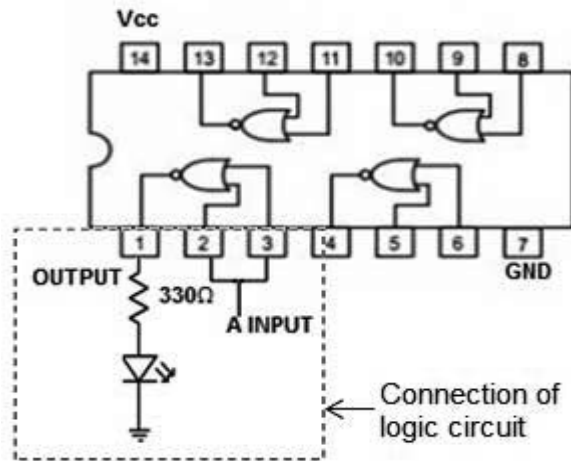 Vcc
14 13 12 11 10 9 8
1 2 3 4 5 6 7
OUTPUT
330Ω
A INPUT
GND
Connection of
logic circuit